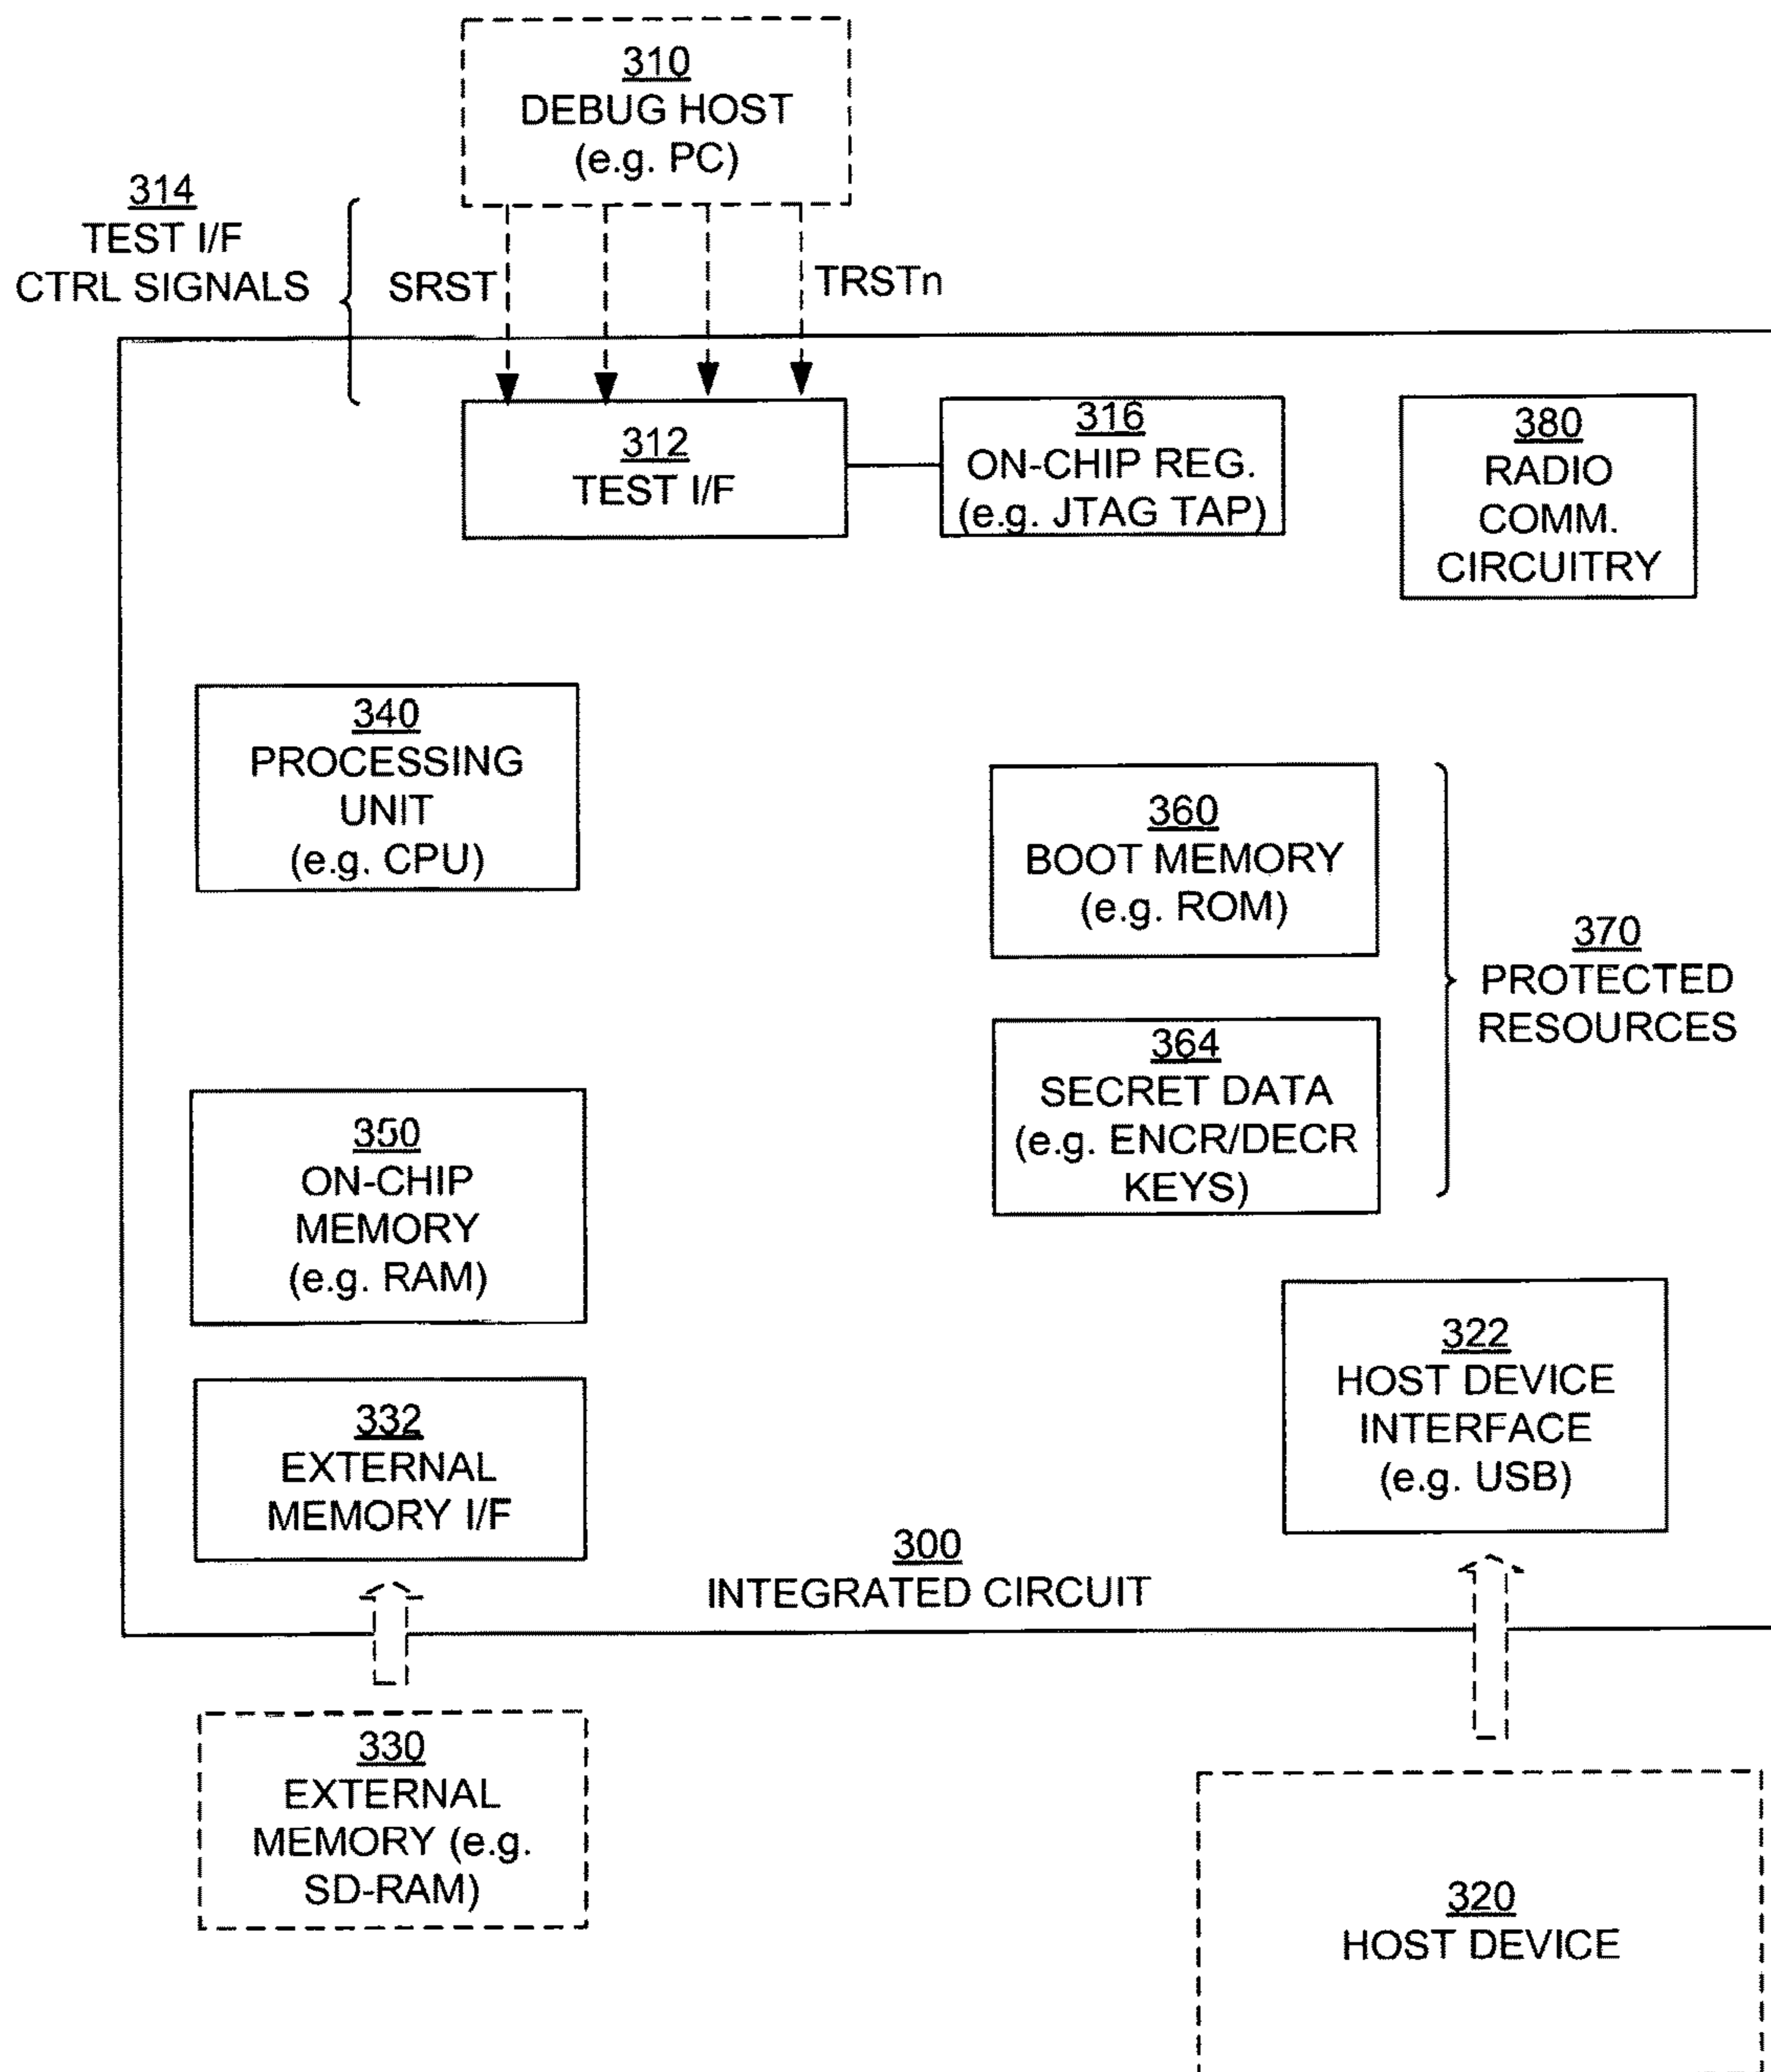 310
DEBUG HOST
(e.g. PC)
314
TEST I/F
CTRL SIGNALS
SRST
TRSTn
312
TEST I/F
316
ON-CHIP REG.
(e.g. JTAG TAP)
380
RADIO
COMM.
CIRCUITRY
340
PROCESSING
UNIT
(e.g. CPU)
360
BOOT MEMORY
(e.g. ROM)
370
PROTECTED
RESOURCES
364
SECRET DATA
(e.g. ENCR/DECR
KEYS)
350
ON-CHIP
MEMORY
(e.g. RAM)
322
HOST DEVICE
INTERFACE
(e.g. USB)
332
EXTERNAL
MEMORY I/F
300
INTEGRATED CIRCUIT
330
EXTERNAL
MEMORY (e.g.
SD-RAM)
320
HOST DEVICE